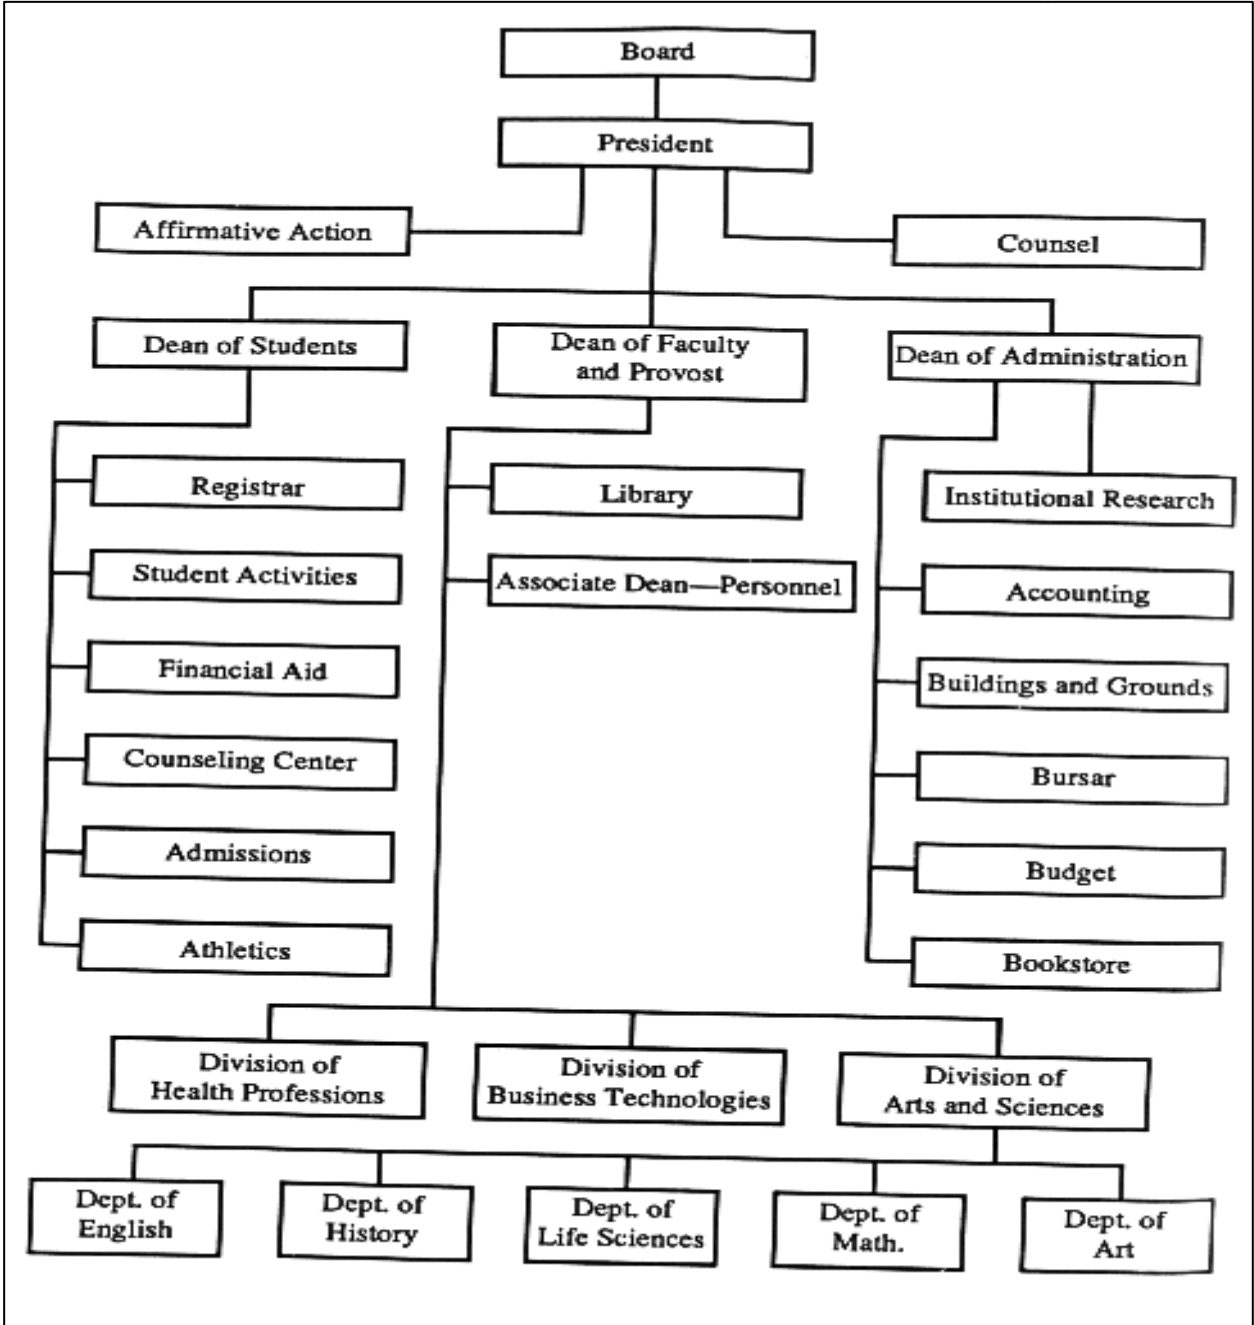 Board
President
Affirmative Action
Counsel
Dean of Students
Dean of Faculty
and Provost
Dean of Administration
Registrar
Student Activities
Financial Aid
Counseling Center
Admissions
Athletics
Library
Associate Dean—Personnel
Institutional Research
Accounting
Buildings and Grounds
Bursar
Budget
Bookstore
Division of
Health Professions
Division of
Business Technologies
Division of
Arts and Sciences
Dept. of
English
Dept. of
History
Dept. of
Life Sciences
Dept. of
Math.
Dept. of
Art